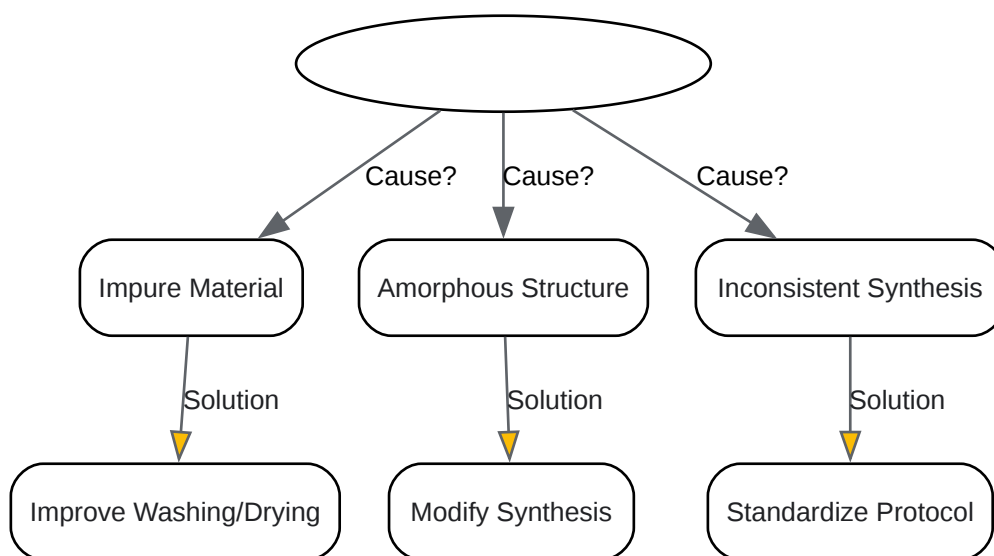 Cause?
Cause?
Cause?
Impure Material
Amorphous Structure
Inconsistent Synthesis
Solution
Solution
Solution
Improve Washing/Drying
Modify Synthesis
Standardize Protocol